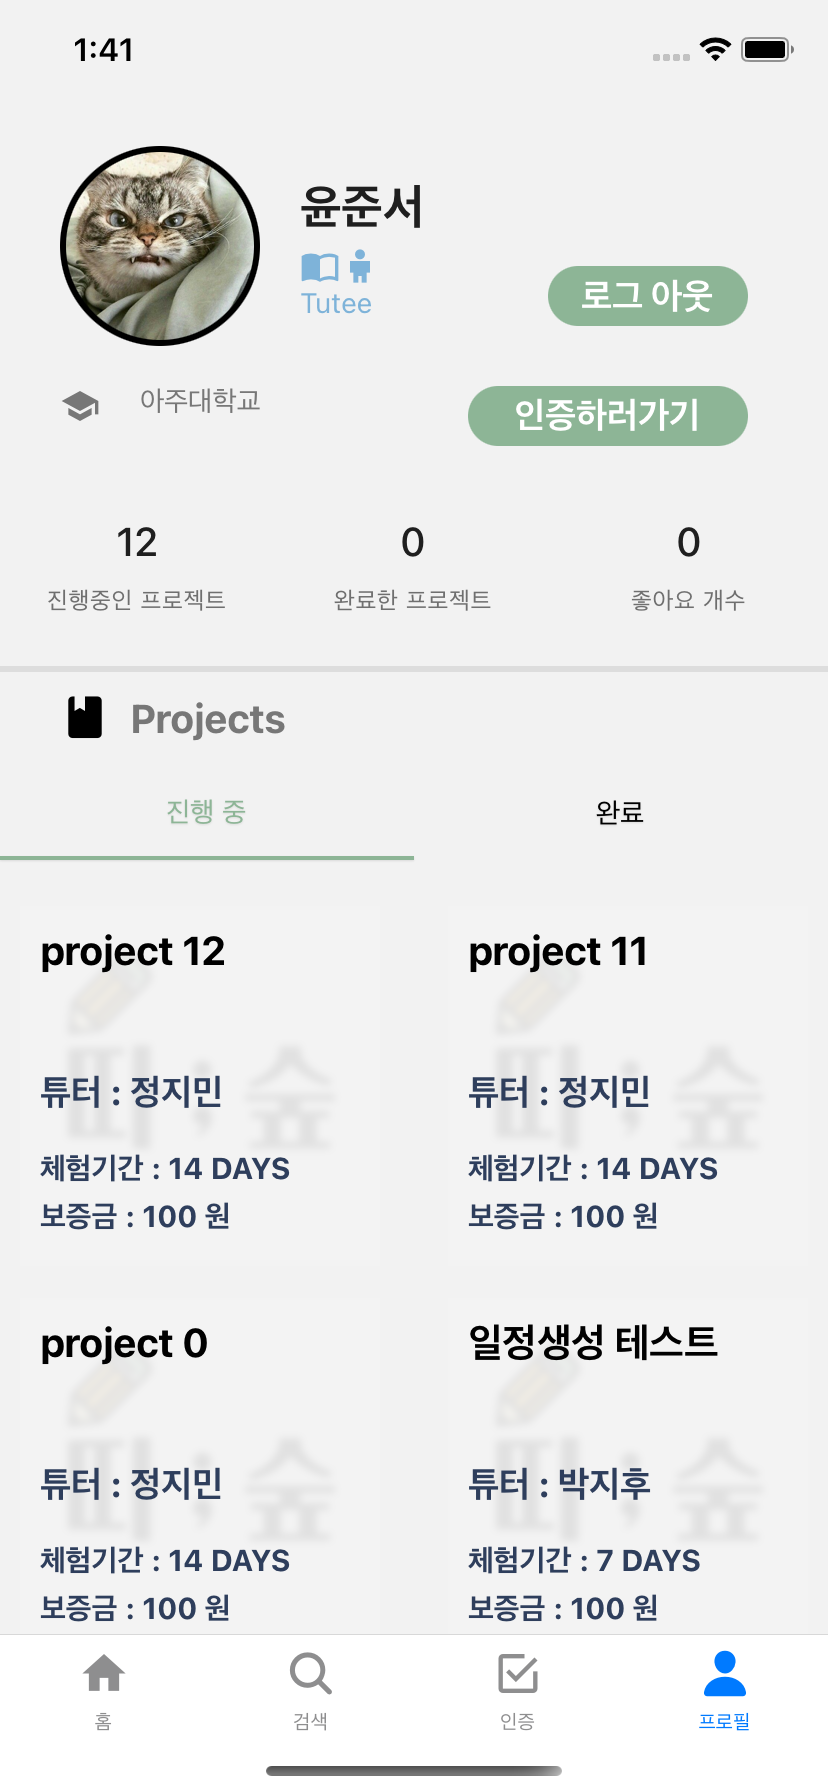 1:41
윤준서
Tutee
로그 아웃
아주대학교
인증하러가기
12
0
0
진행중인 프로젝트
완료한 프로젝트
좋아요 개수
Projects
진행 중
완료
project 12
튜터 : 정지민
체험기간 : 14 DAYS
보증금 : 100 원
project 11
튜터 : 정지민
체험기간 : 14 DAYS
보증금 : 100 원
project 0
튜터 : 정지민
체험기간 : 14 DAYS
보증금 : 100 원
일정생성 테스트
튜터 : 박지후
체험기간 : 7 DAYS
보증금 : 100 원
홈
검색
인증
프로필